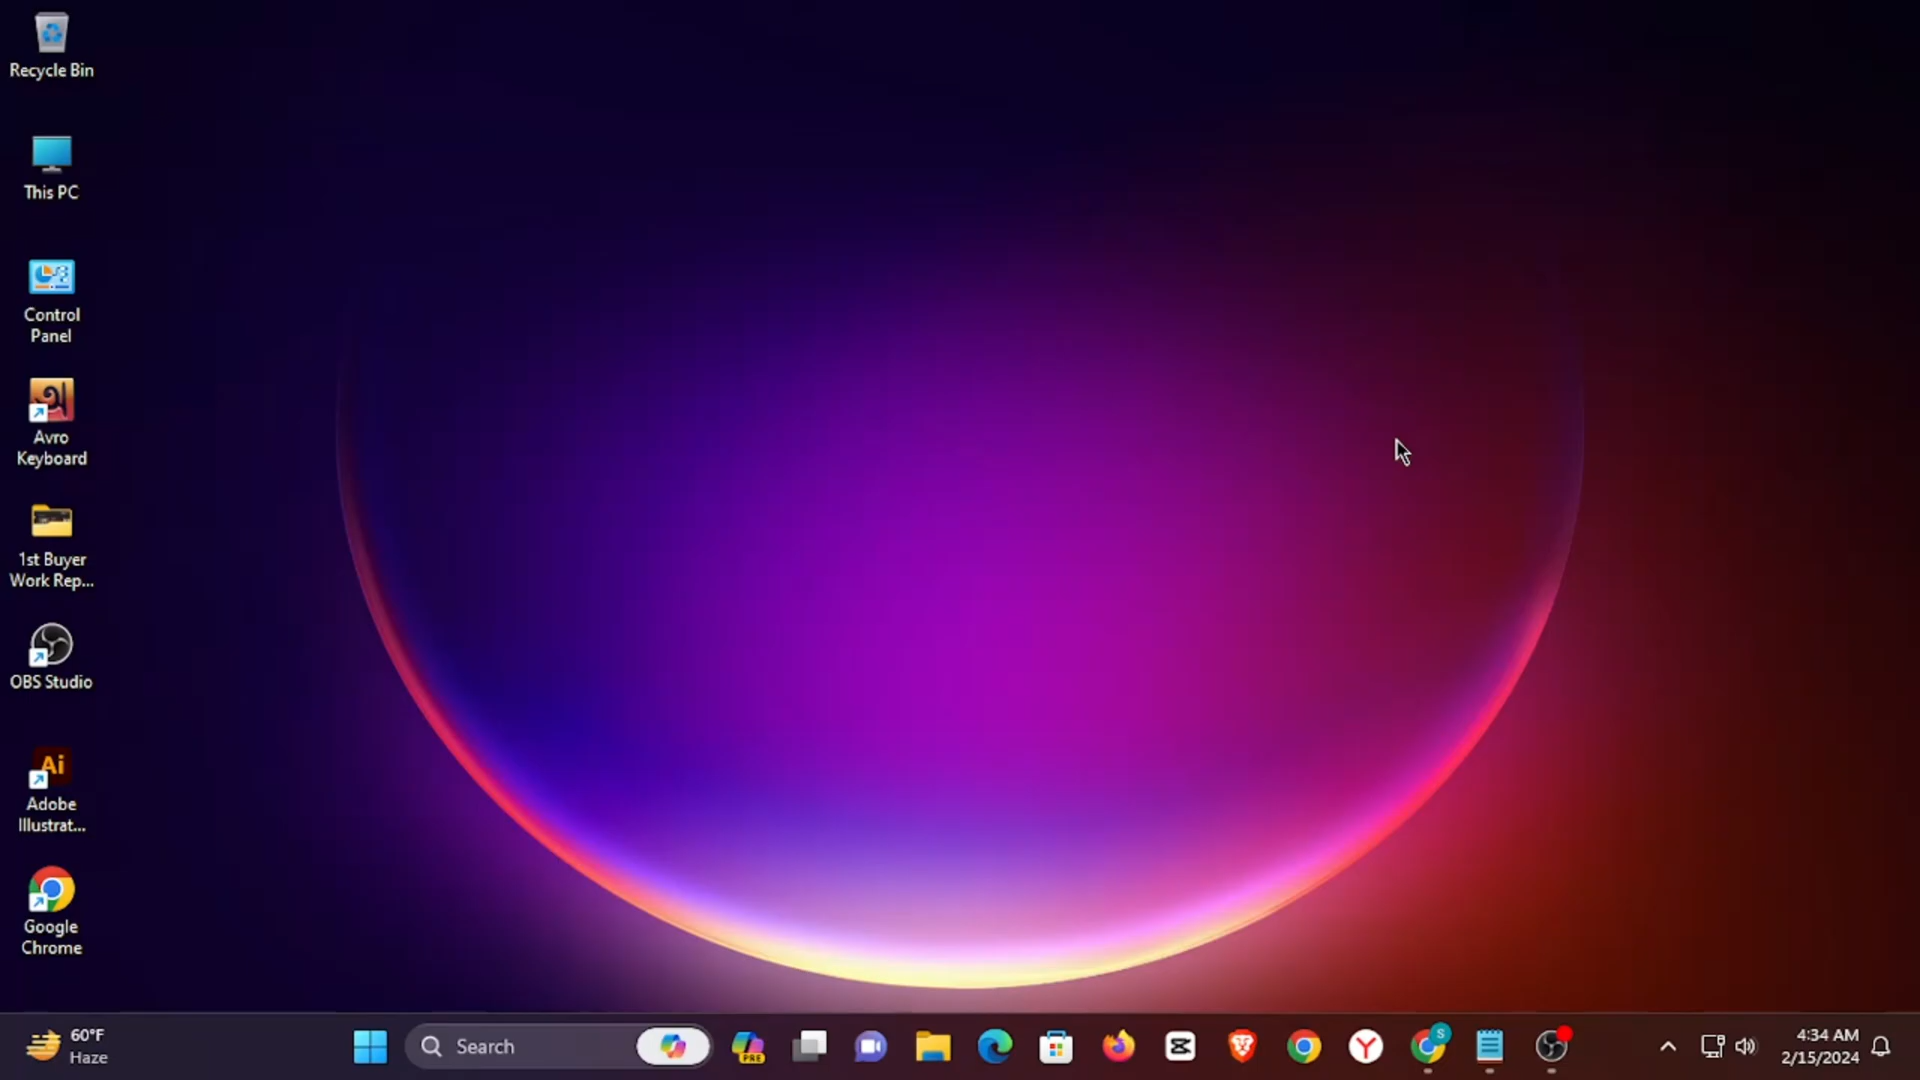 Recycle Bin
This PC
Control
Panel
Avro
Keyboard
1st Buyer
Work Rep...
OBS Studio
Ai
Adobe
Illustrat...
Google
Chrome
60°F
Haze
Search
PRE
S
4:34 AM
2/15/2024